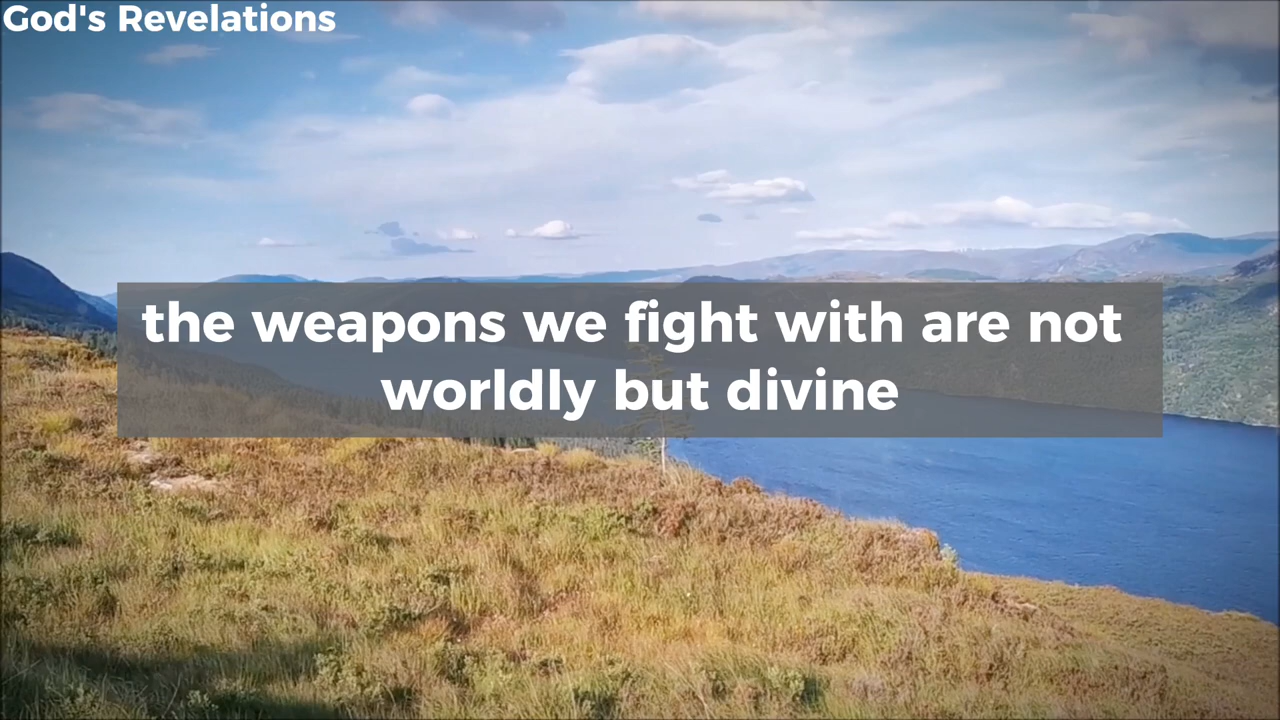 God's Revelations
the weapons we fight with are not
worldly but divine